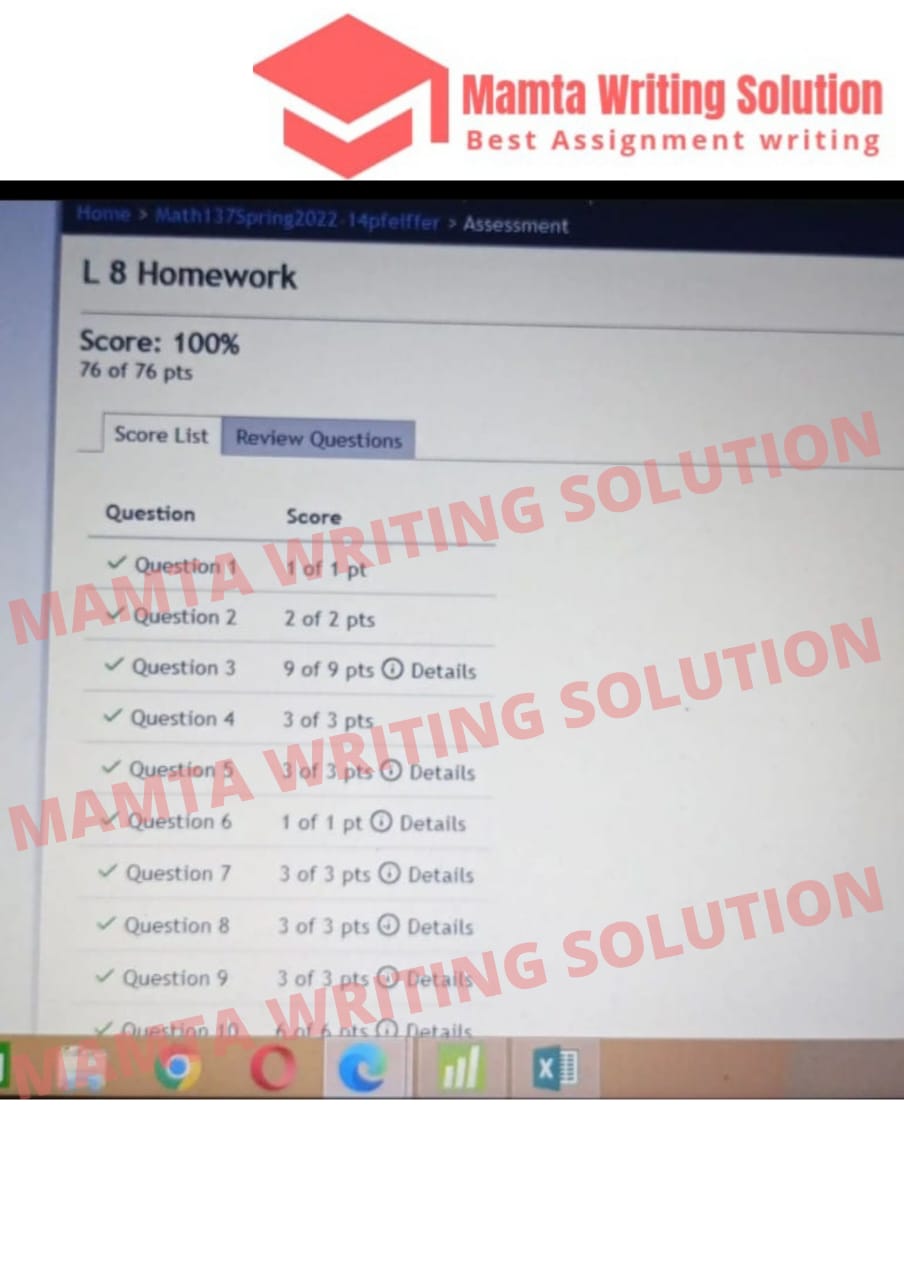 Mamta Writing Solution
Best Assignment writing
Home > Math137Spring2022-14pfeiffer > Assessment
L 8 Homework
Score: 100%
76 of 76 pts
Score List Review Questions
Question Score
Question 1 1 of 1 pt
Question 2 2 of 2 pts
Question 3 9 of 9 pts Details
Question 4 3 of 3 pts
Question 5 3 of 3 pts Details
Question 6 1 of 1 pt Details
Question 7 3 of 3 pts Details
Question 8 3 of 3 pts Details
Question 9 3 of 3 pts Details
Question 10 6 of 6 pts Details
MAMTA WRITING SOLUTION
MAMTA WRITING SOLUTION
MAMTA WRITING SOLUTION